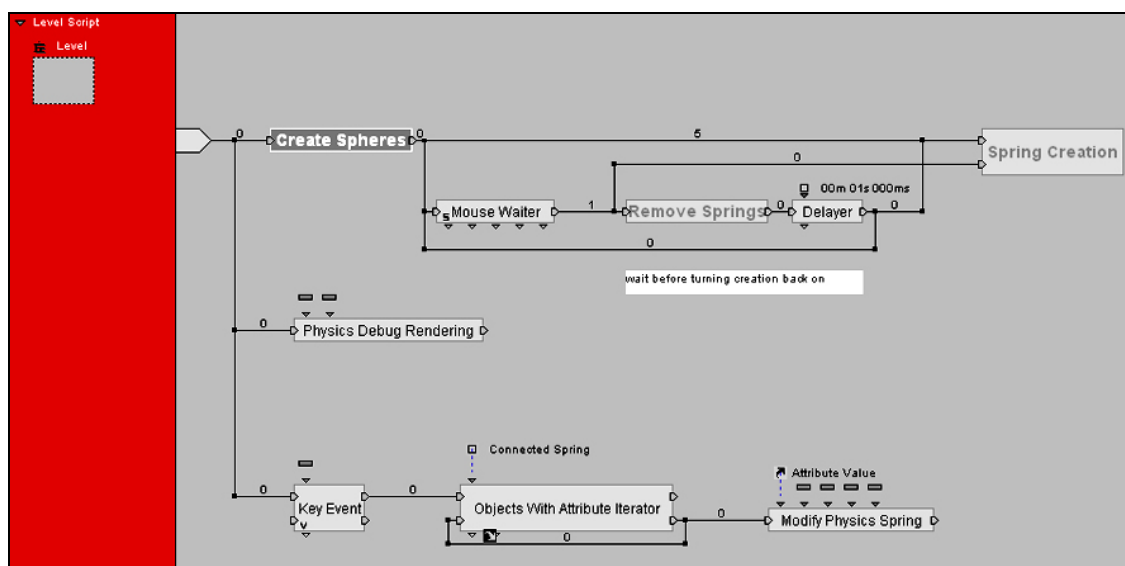 Level Script
Level
0
Create Spheres
0
5
Spring Creation
0
00m 01s 000ms
Mouse Waiter
1
Remove Springs
0
Delayer
0
0
wait before turning creation back on
0
Physics Debug Rendering
Connected Spring
Attribute Value
0
Key Event
0
Objects With Attribute Iterator
0
Modify Physics Spring
0